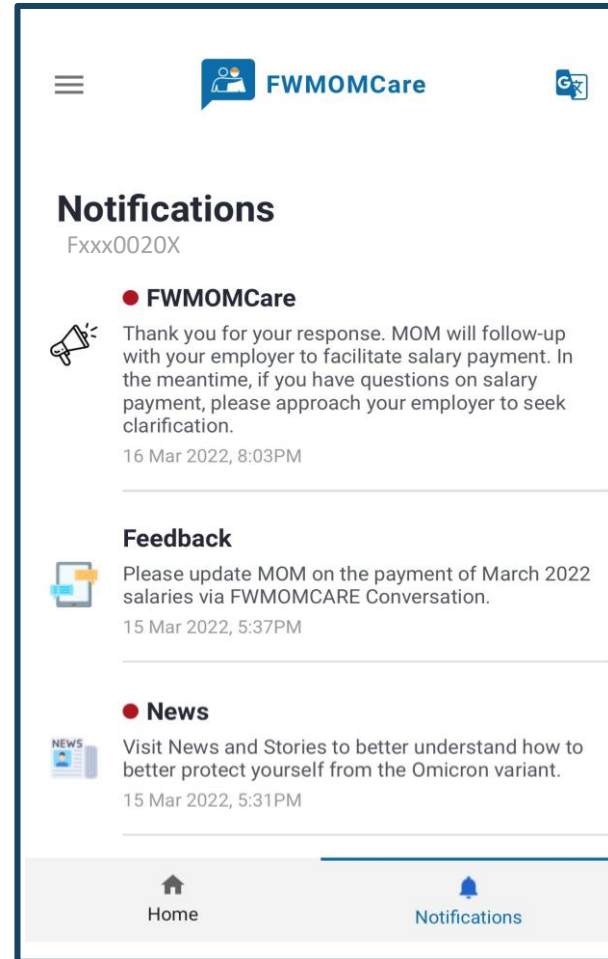 FWMOMCare
Notifications
Fxxx0020X
FWMOMCare
Thank you for your response. MOM will follow-up
with your employer to facilitate salary payment. In
the meantime, if you have questions on salary
payment, please approach your employer to seek
clarification.
16 Mar 2022, 8:03PM
Feedback
Please update MOM on the payment of March 2022
salaries via FWMOMCARE Conversation.
15 Mar 2022, 5:37PM
NEWS
News
Visit News and Stories to better understand how to
better protect yourself from the Omicron variant.
15 Mar 2022, 5:31PM
Home
Notifications